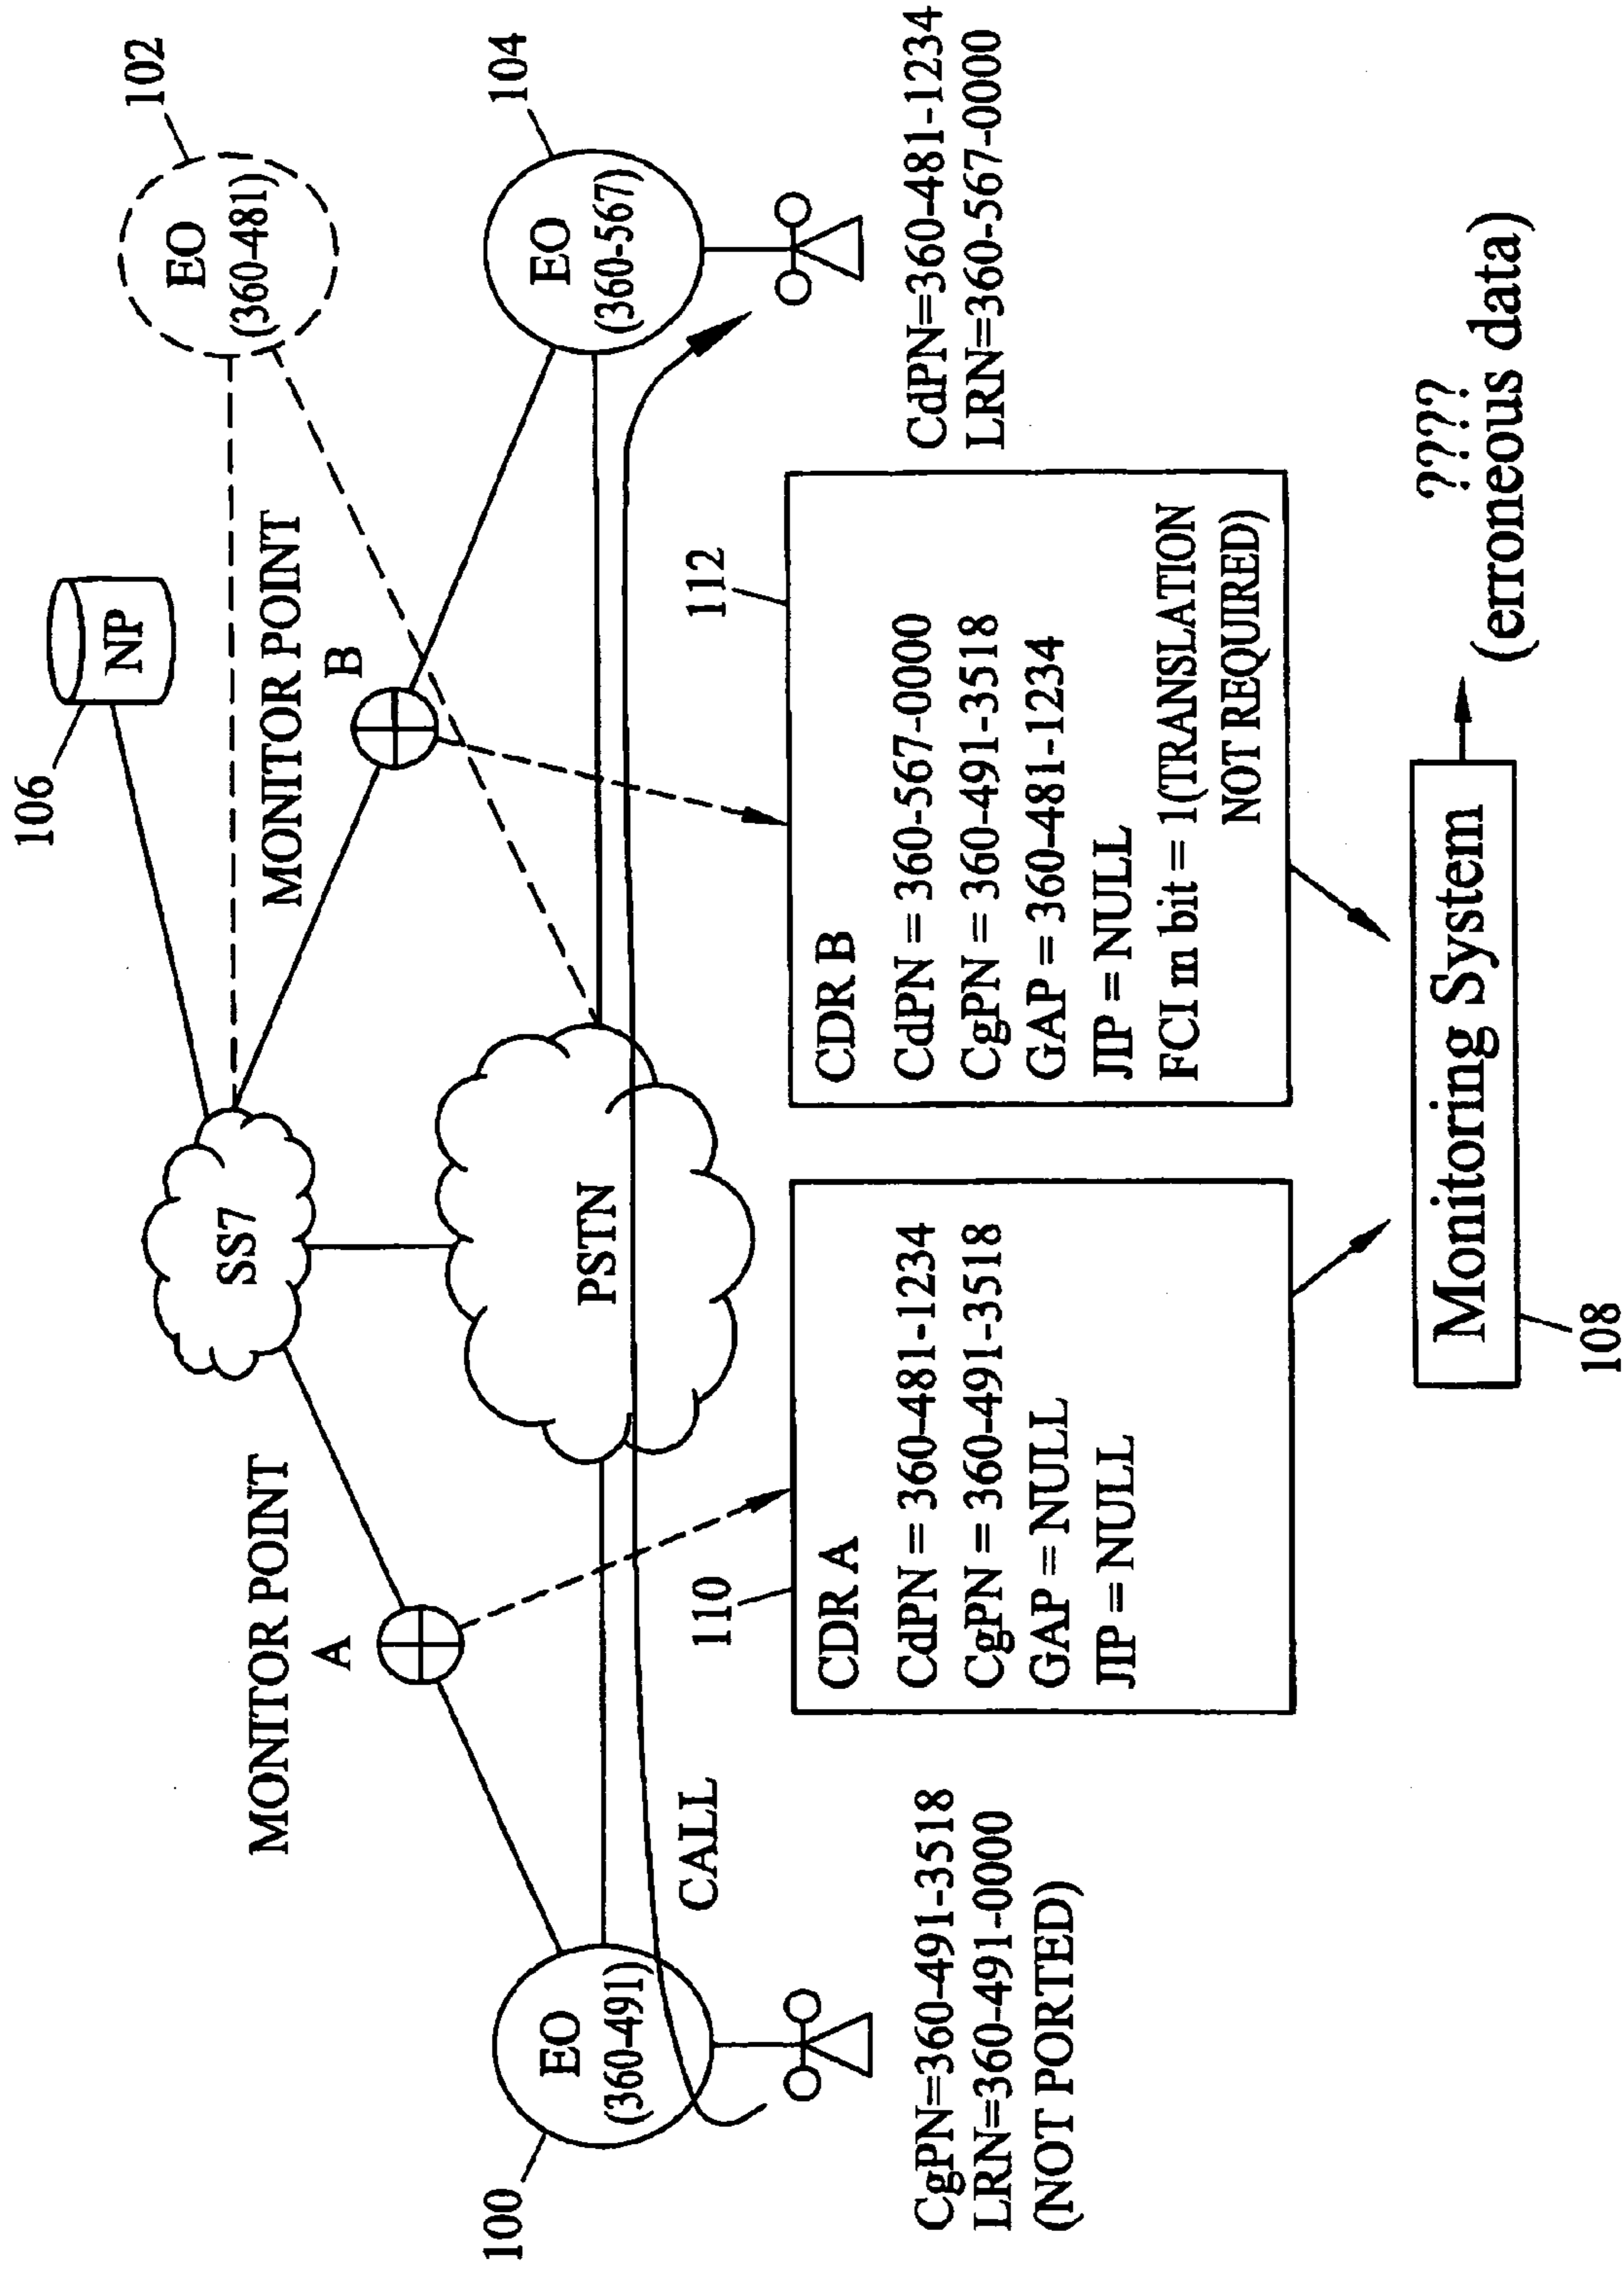 106
NP
102
EO
(360-481)
SS7
MONITOR POINT
A
MONITOR POINT
B
104
EO
(360-567)
100
EO
(360-491)
PSTN
CALL
CgPN=360-491-3518
LRN=360-491-0000
(NOT PORTED)
110
CDR A
CdPN = 360-481-1234
CgPN = 360-491-3518
GAP = NULL
JIP = NULL
112
CDR B
CdPN = 360-567-0000
CgPN = 360-491-3518
GAP = 360-481-1234
JIP = NULL
FCI m bit = 1(TRANSLATION
NOT REQUIRED)
CdPN=360-481-1234
LRN=360-567-0000
Monitoring System
108
????
(erroneous data)